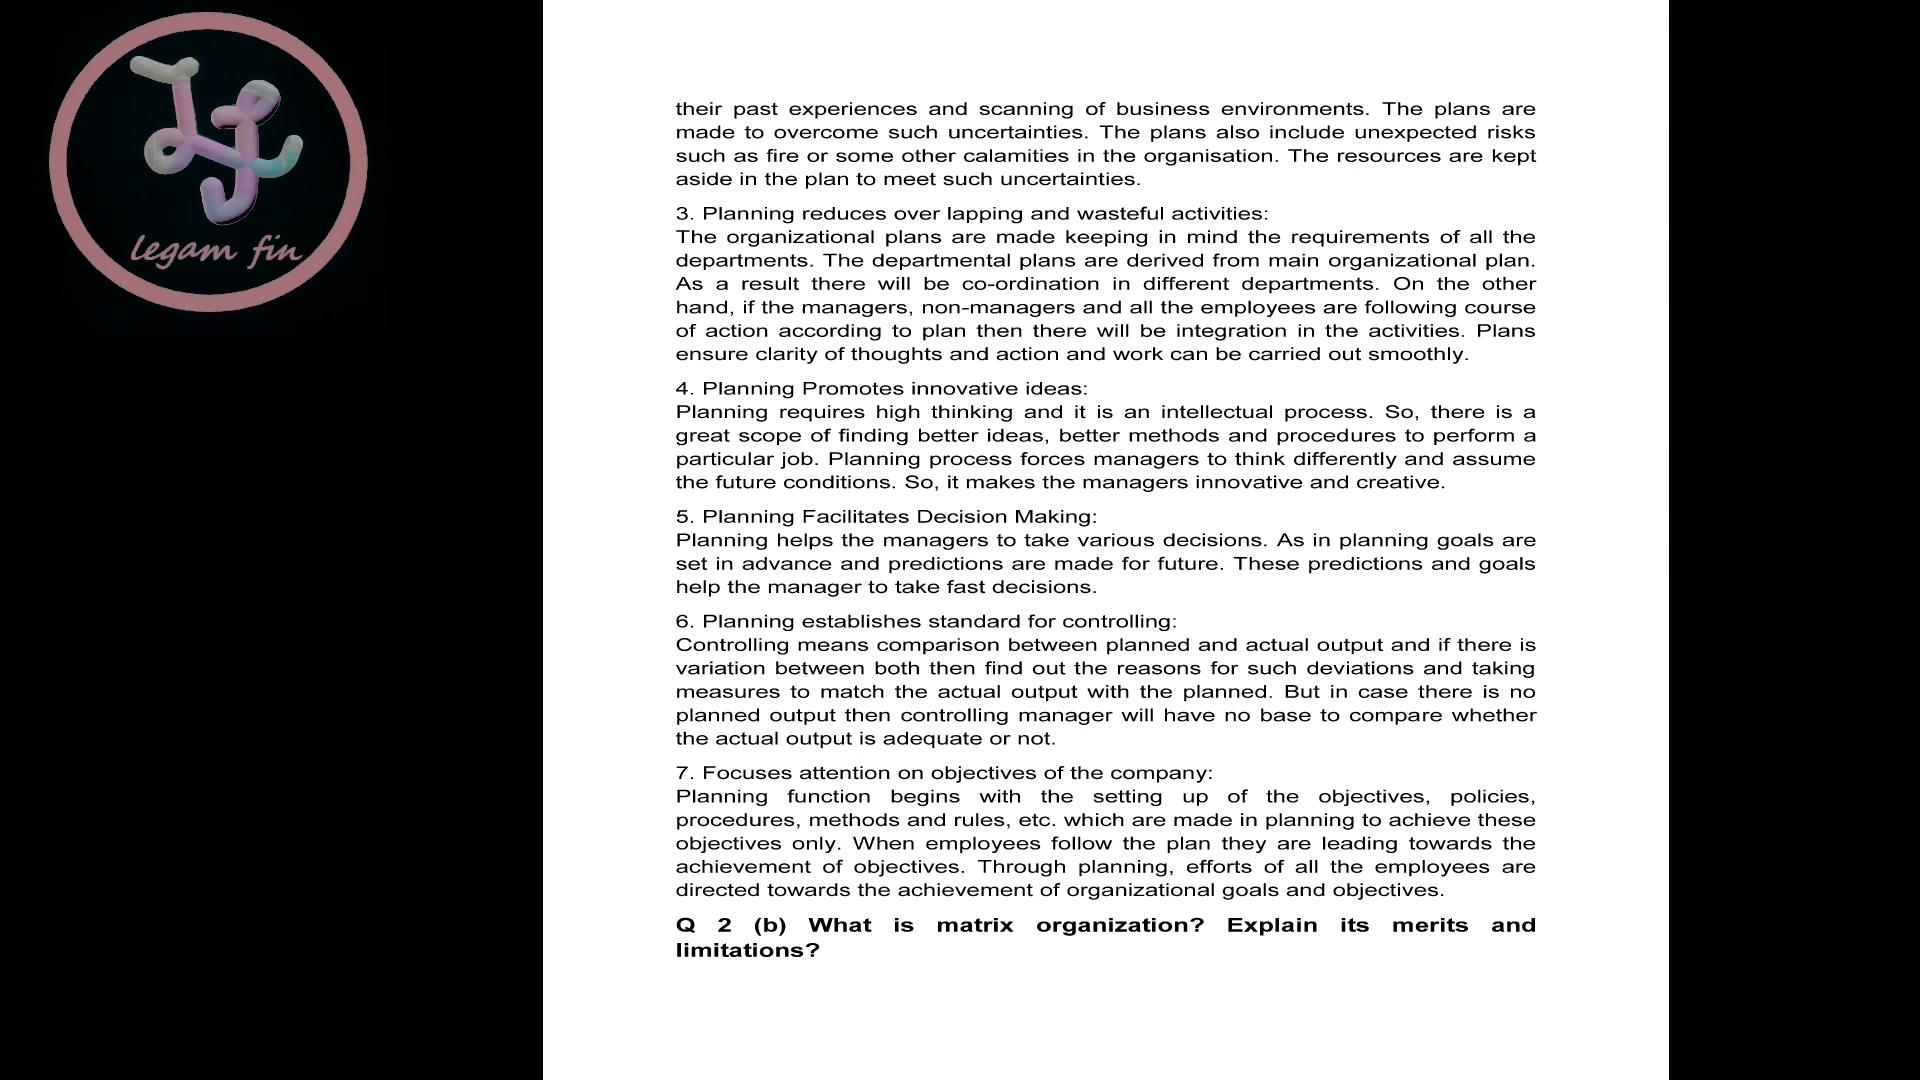 legam fin
their past experiences and scanning of business environments. The plans are
made to overcome such uncertainties. The plans also include unexpected risks
such as fire or some other calamities in the organisation. The resources are kept
aside in the plan to meet such uncertainties.
3. Planning reduces over lapping and wasteful activities:
The organizational plans are made keeping in mind the requirements of all the
departments. The departmental plans are derived from main organizational plan.
As a result there will be co-ordination in different departments. On the other
hand, if the managers, non-managers and all the employees are following course
of action according to plan then there will be integration in the activities. Plans
ensure clarity of thoughts and action and work can be carried out smoothly.
4. Planning Promotes innovative ideas:
Planning requires high thinking and it is an intellectual process. So, there is a
great scope of finding better ideas, better methods and procedures to perform a
particular job. Planning process forces managers to think differently and assume
the future conditions. So, it makes the managers innovative and creative.
5. Planning Facilitates Decision Making:
Planning helps the managers to take various decisions. As in planning goals are
set in advance and predictions are made for future. These predictions and goals
help the manager to take fast decisions.
6. Planning establishes standard for controlling:
Controlling means comparison between planned and actual output and if there is
variation between both then find out the reasons for such deviations and taking
measures to match the actual output with the planned. But in case there is no
planned output then controlling manager will have no base to compare whether
the actual output is adequate or not.
7. Focuses attention on objectives of the company:
Planning function begins with the setting up of the objectives, policies,
procedures, methods and rules, etc. which are made in planning to achieve these
objectives only. When employees follow the plan they are leading towards the
achievement of objectives. Through planning, efforts of all the employees are
directed towards the achievement of organizational goals and objectives.
Q 2 (b) What is matrix organization? Explain its merits and
limitations?